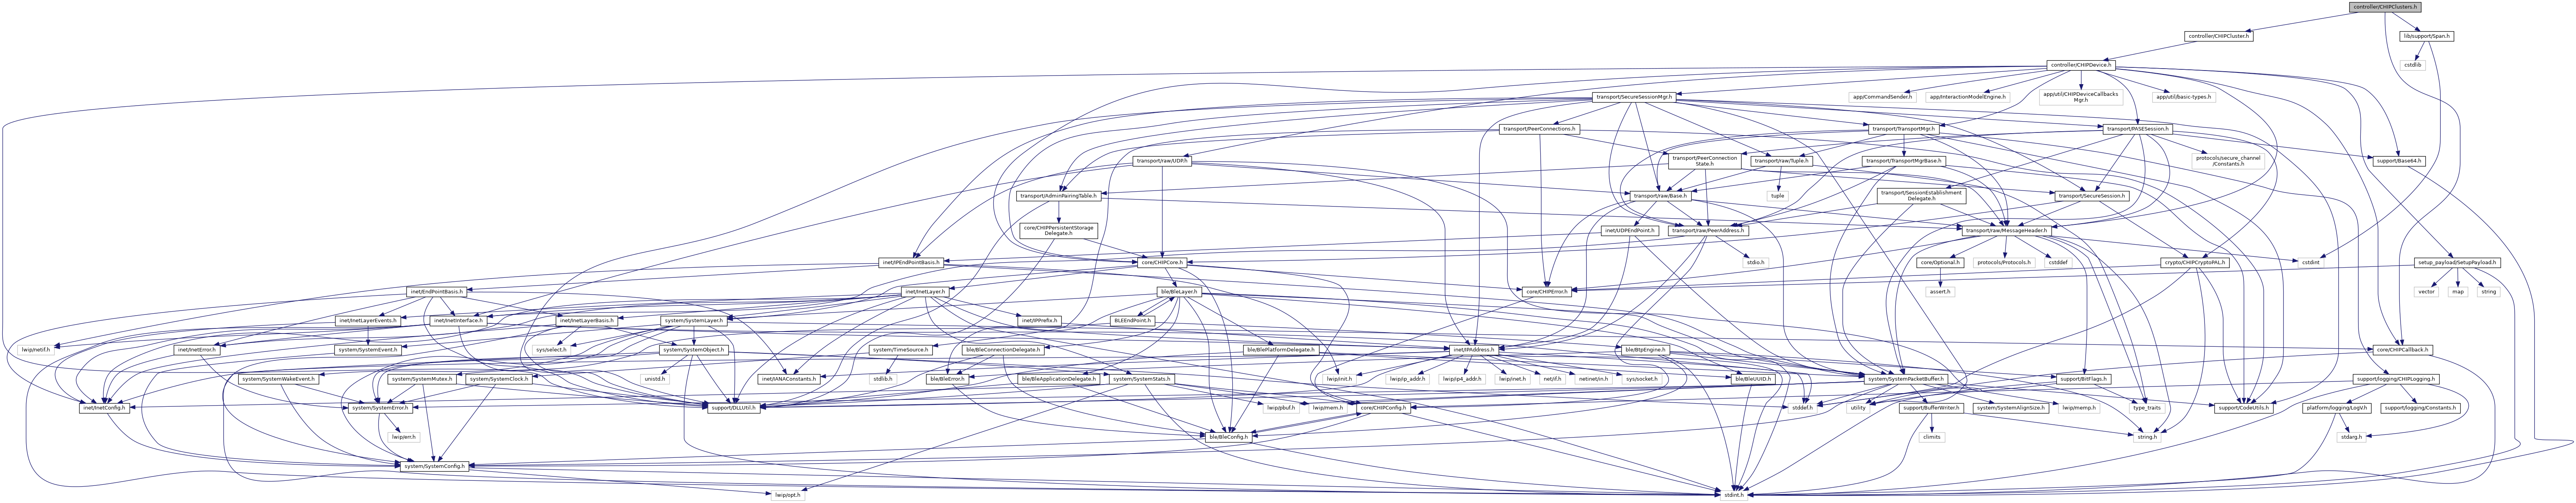 controller/CHIPClusters.h
controller/CHIPCluster.h
lib/support/Span.h
controller/CHIPDevice.h
cstdlib
transport/SecureSessionMgr.h
app/CommandSender.h
app/InteractionModelEngine.h
app/util/CHIPDeviceCallbacks
Mgr.h
app/util/basic-types.h
transport/PeerConnections.h
transport/TransportMgr.h
transport/PASESession.h
transport/raw/UDP.h
transport/PeerConnection
State.h
transport/raw/Tuple.h
transport/TransportMgrBase.h
protocols/secure_channel
/Constants.h
support/Base64.h
transport/AdminPairingTable.h
transport/raw/Base.h
tuple
transport/SessionEstablishment
Delegate.h
transport/SecureSession.h
core/CHIPPersistentStorage
Delegate.h
inet/UDPEndPoint.h
transport/raw/PeerAddress.h
transport/raw/MessageHeader.h
inet/IPEndPointBasis.h
core/CHIPCore.h
stdio.h
core/Optional.h
protocols/Protocols.h
cstddef
crypto/CHIPCryptoPAL.h
cstdint
setup_payload/SetupPayload.h
inet/EndPointBasis.h
inet/InetLayer.h
ble/BleLayer.h
core/CHIPError.h
assert.h
vector
map
string
inet/InetLayerEvents.h
inet/InetInterface.h
inet/InetLayerBasis.h
system/SystemLayer.h
inet/IPPrefix.h
BLEEndPoint.h
lwip/netif.h
inet/InetError.h
system/SystemEvent.h
sys/select.h
system/SystemObject.h
system/TimeSource.h
ble/BleConnectionDelegate.h
ble/BlePlatformDelegate.h
inet/IPAddress.h
ble/BtpEngine.h
core/CHIPCallback.h
system/SystemWakeEvent.h
system/SystemMutex.h
system/SystemClock.h
unistd.h
inet/IANAConstants.h
stdlib.h
ble/BleError.h
ble/BleApplicationDelegate.h
system/SystemStats.h
lwip/init.h
lwip/ip_addr.h
lwip/ip4_addr.h
lwip/inet.h
net/if.h
netinet/in.h
sys/socket.h
ble/BleUUID.h
system/SystemPacketBuffer.h
support/BitFlags.h
support/logging/CHIPLogging.h
inet/InetConfig.h
system/SystemError.h
support/DLLUtil.h
lwip/pbuf.h
lwip/mem.h
core/CHIPConfig.h
stddef.h
utility
support/BufferWriter.h
system/SystemAlignSize.h
lwip/memp.h
type_traits
support/CodeUtils.h
platform/logging/LogV.h
support/logging/Constants.h
lwip/err.h
ble/BleConfig.h
climits
string.h
stdarg.h
system/SystemConfig.h
lwip/opt.h
stdint.h